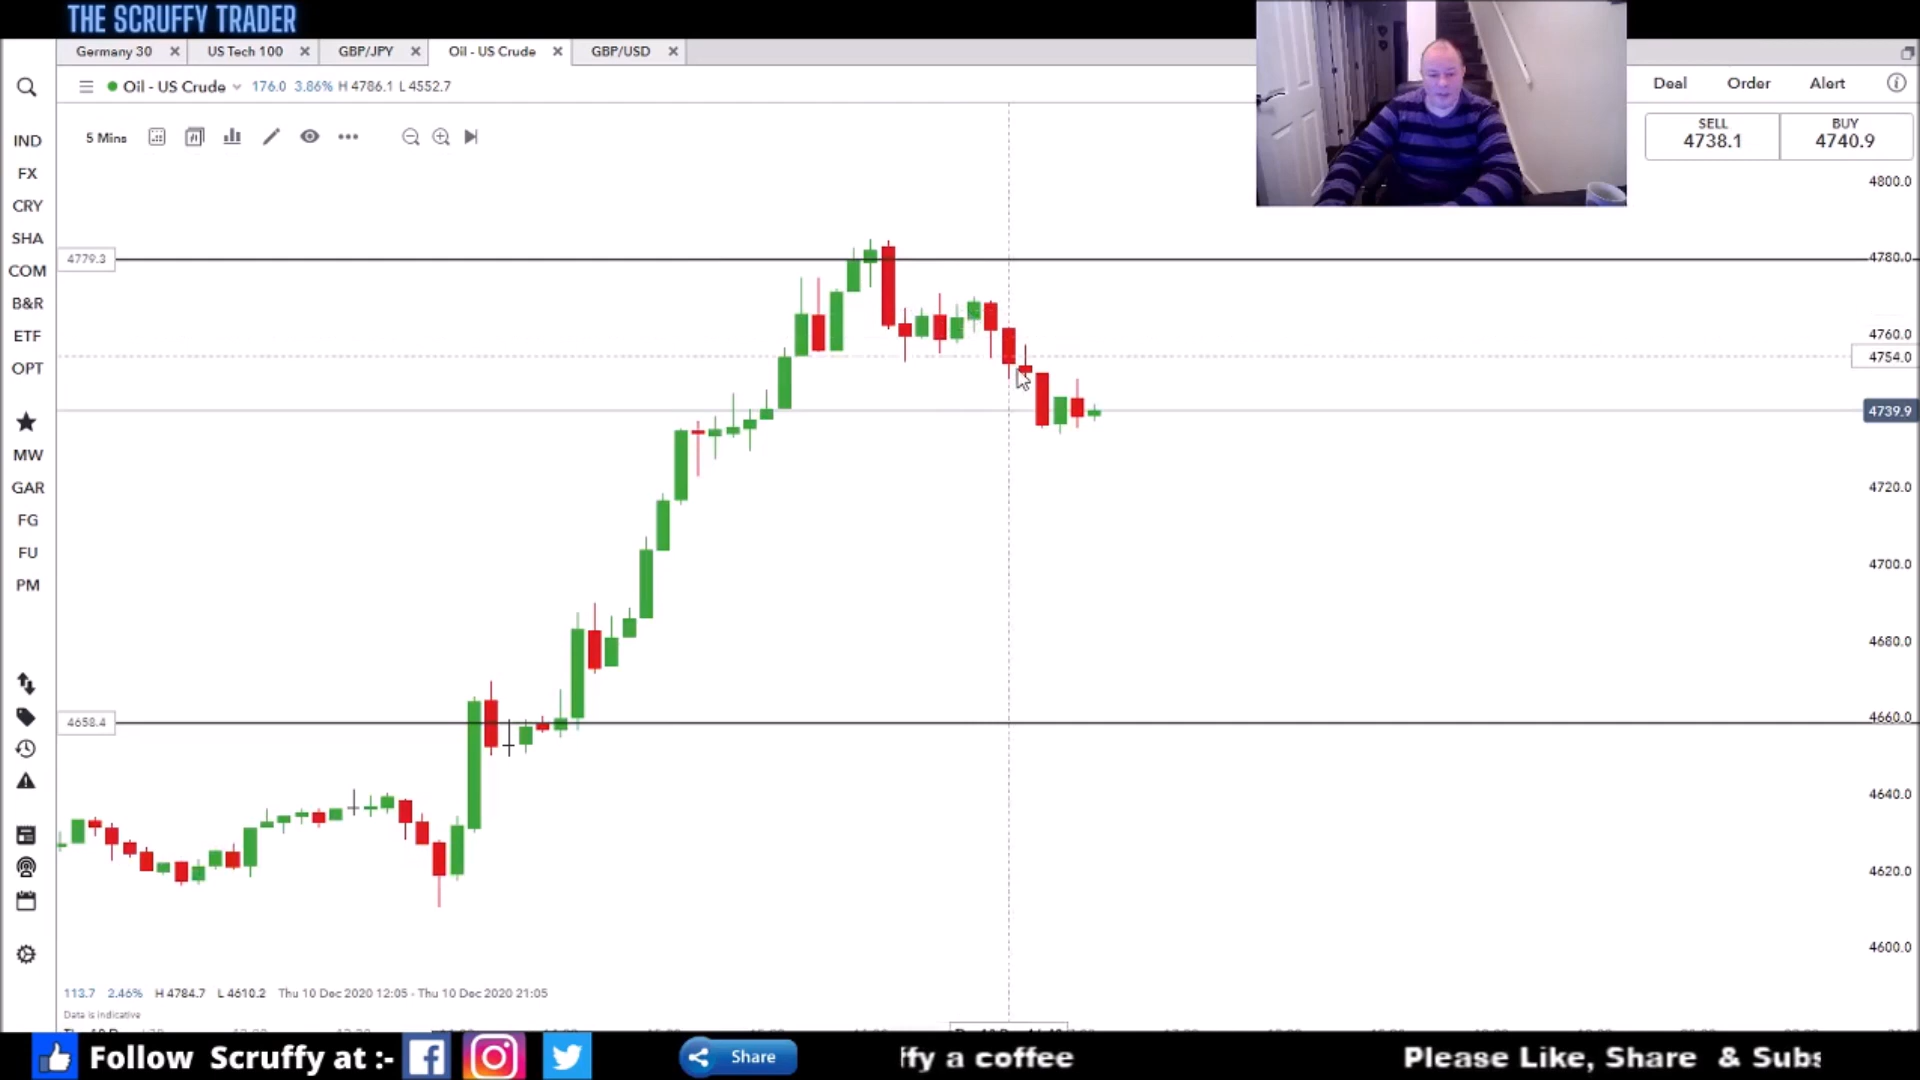 THE SCRUFFY TRADER
Germany 30
US Tech 100
GBP/JPY
Oil - US Crude
GBP/USD
Oil - US Crude 176.0 3.86% H 4786.1 L 4552.7
Deal Order Alert
5 Mins
SELL
4738.1
BUY
4740.9
IND
FX
CRY
SHA
COM
B&R
ETF
OPT
MW
GAR
FG
FU
PM
4779.3
4658.4
4800.0
4780.0
4760.0
4754.0
4739.9
4720.0
4700.0
4680.0
4660.0
4640.0
4620.0
4600.0
113.7 2.46% H 4784.7 L 4610.2 Thu 10 Dec 2020 12:05 - Thu 10 Dec 2020 21:05
Data is indicative
Follow Scruffy at :-
Share
ffy a coffee
Please Like, Share & Subs